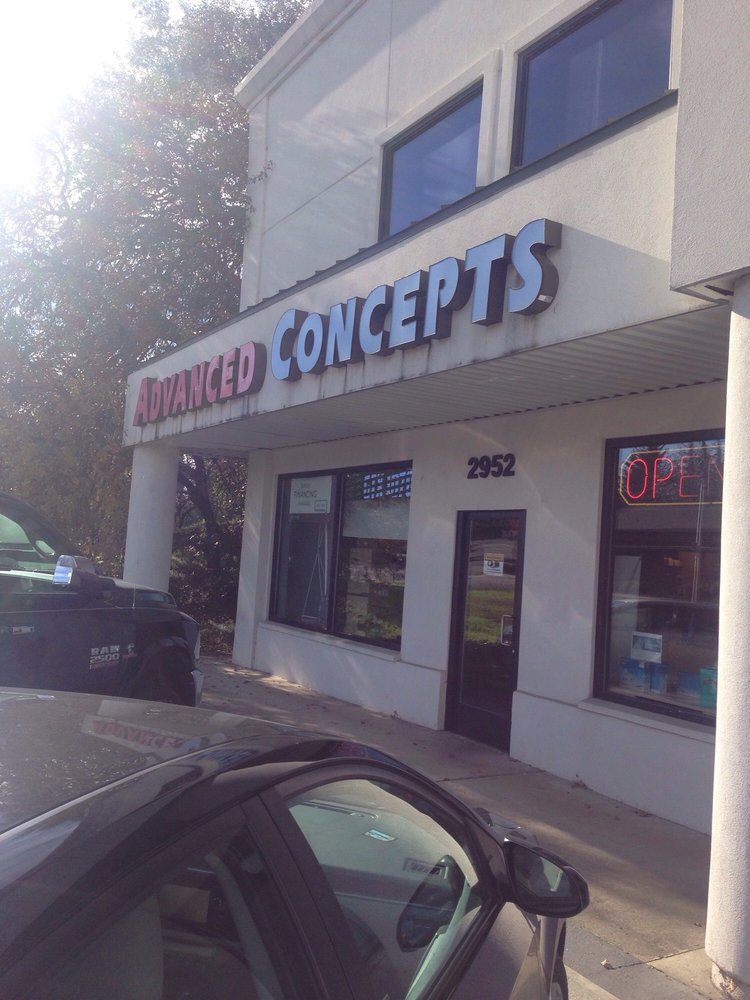 ADVANCED CONCEPTS
2952
OPEN
FINANCING
RAM
2500